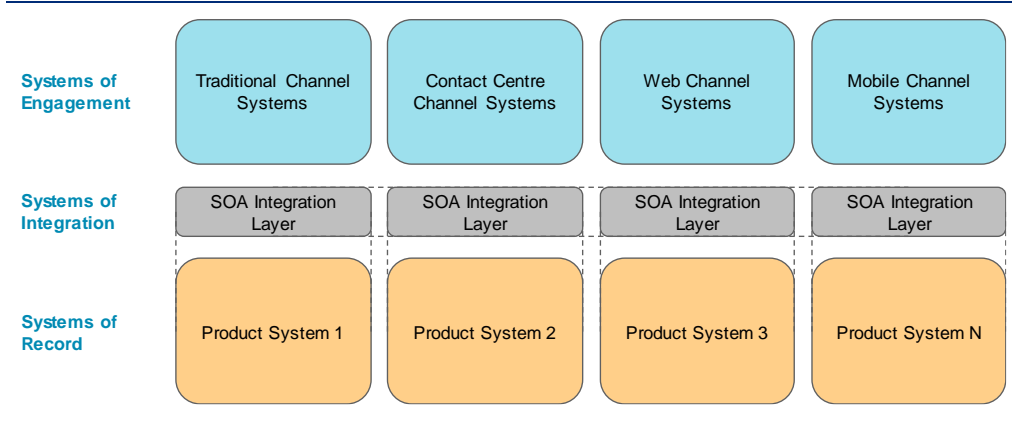 Systems of
Engagement
Traditional Channel
Systems
Contact Centre
Channel Systems
Web Channel
Systems
Mobile Channel
Systems
Systems of
Integration
SOA Integration
Layer
SOA Integration
Layer
SOA Integration
Layer
SOA Integration
Layer
Systems of
Record
Product System 1
Product System 2
Product System 3
Product System N